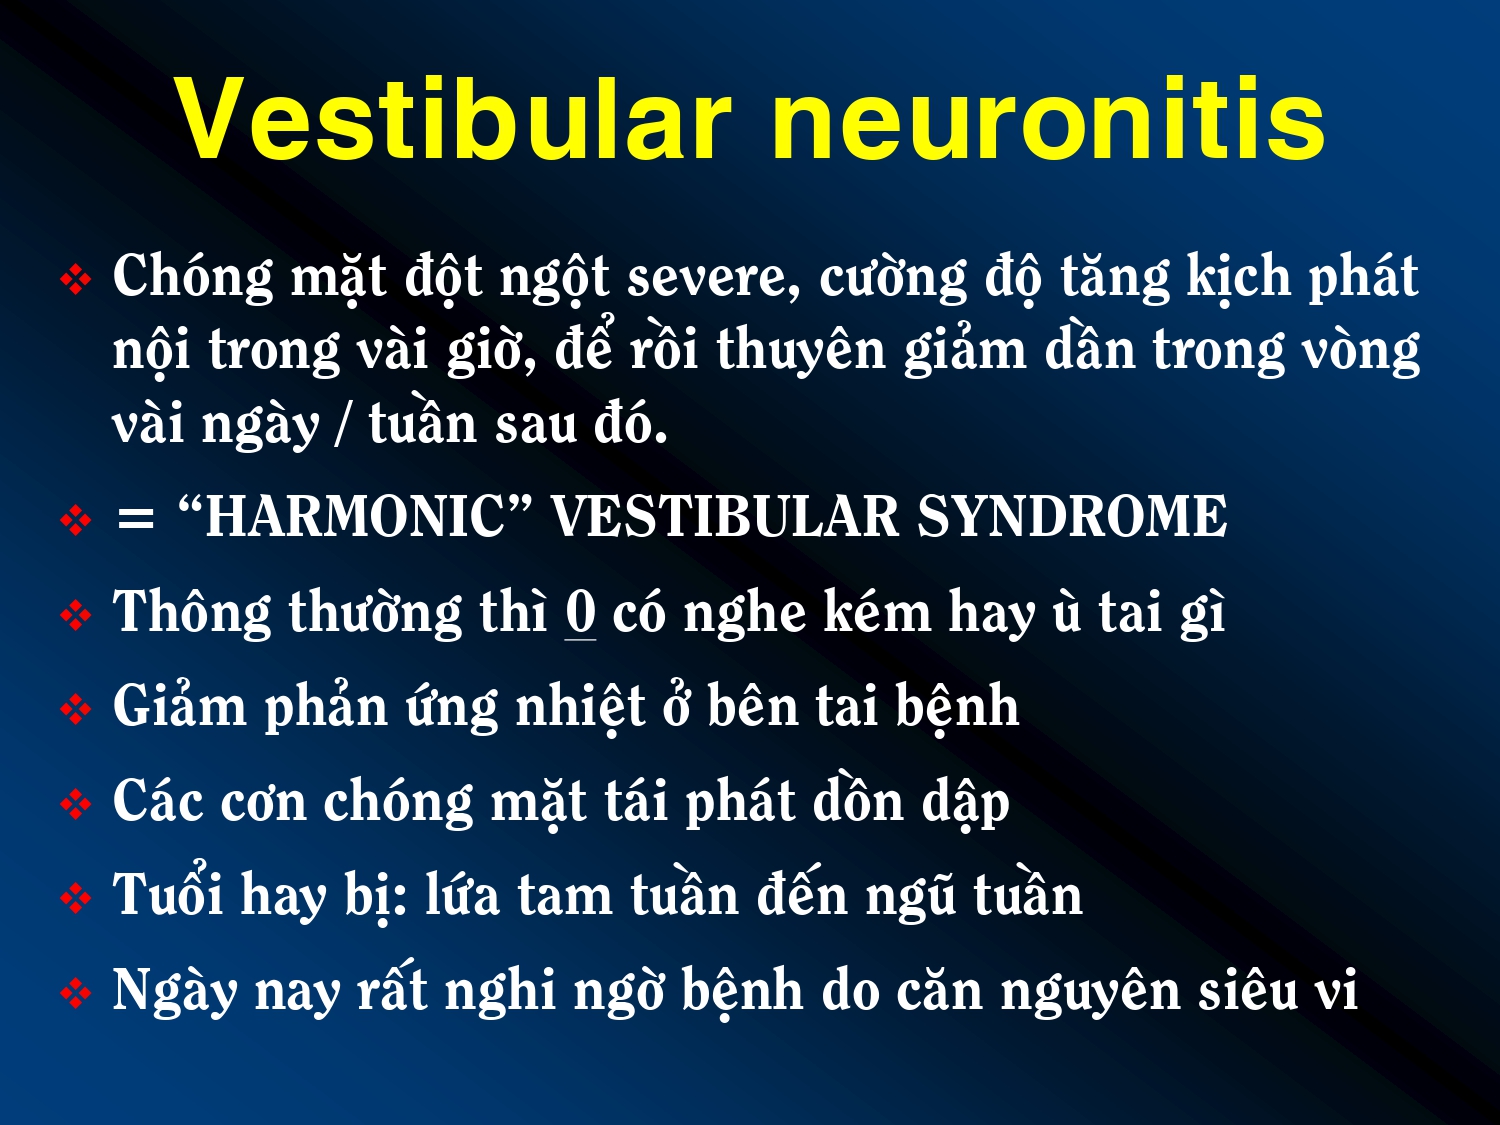 Vestibular neuronitis
Chóng mặt đột ngột severe, cường độ tăng kịch phát
nội trong vài giờ, để rồi thuyên giảm dần trong vòng
vài ngày / tuần sau đó.
= “HARMONIC” VESTIBULAR SYNDROME
Thông thường thì 0 có nghe kém hay ù tai gì
Giảm phản ứng nhiệt ở bên tai bệnh
Các cơn chóng mặt tái phát dồn dập
Tuổi hay bị: lứa tam tuần đến ngũ tuần
Ngày nay rất nghi ngờ bệnh do căn nguyên siêu vi